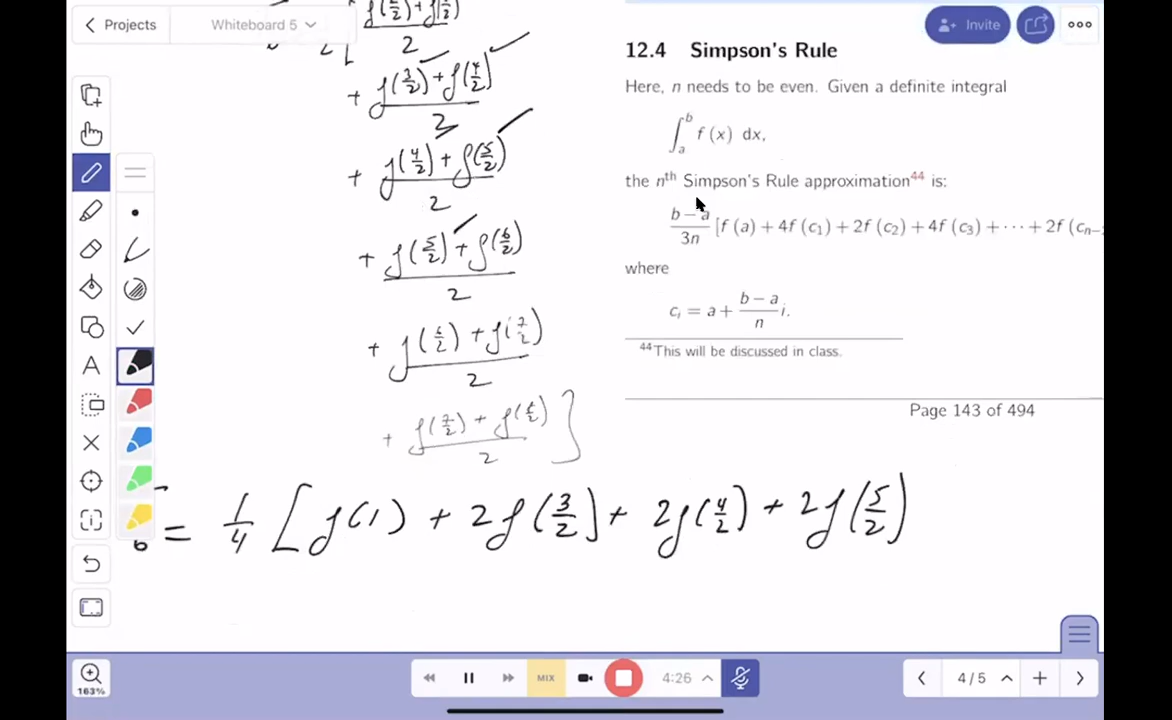 Projects
Whiteboard 5
Invite
2
+ f(3/2) + f(4/2)
2
+ f(4/2) + f(5/2)
2
+ f(5/2) + f(6/2)
2
+ f(6/2) + f(7/2)
2
+ f(7/2) + f(8/2) ]
2
6 = 1/4 [ f(1) + 2f(3/2) + 2f(4/2) + 2f(5/2)
12.4 Simpson's Rule
Here, n needs to be even. Given a definite integral
∫_a^b f (x) dx,
the nth Simpson's Rule approximation44 is:
b − a / 3n [f (a) + 4f (c1) + 2f (c2) + 4f (c3) + ··· + 2f (cn−
where
ci = a + b − a / n i.
44This will be discussed in class.
Page 143 of 494
A
163%
MIX
4:26
4/5